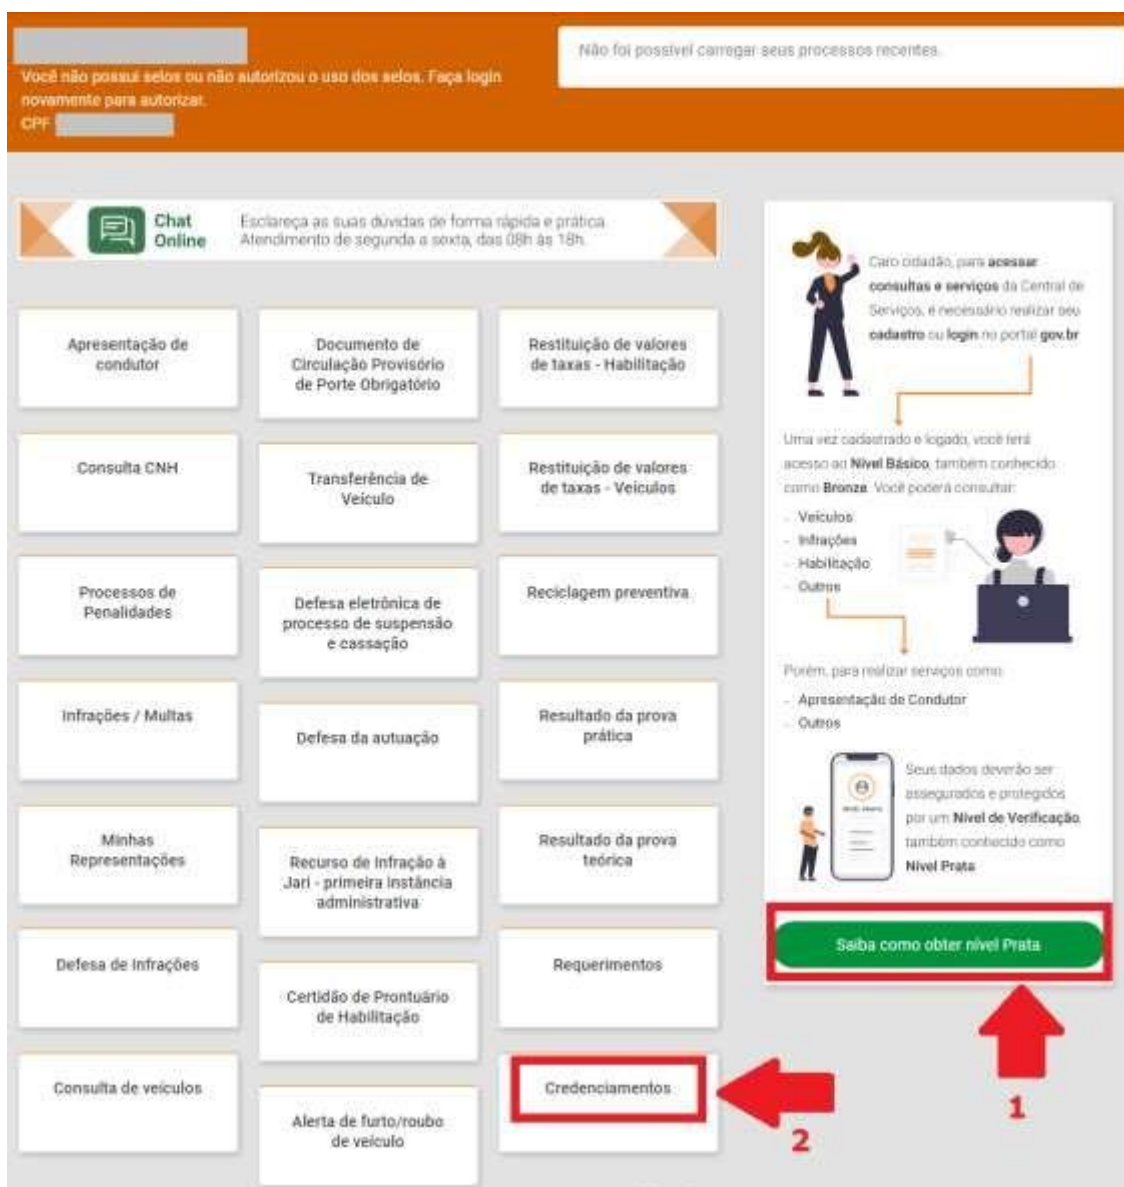 Você não possui selos ou não autorizou o uso dos selos. Faça login
novamente para autorizar.
CPF
Não foi possível carregar seus processos recentes.
Chat
Online
Esclareça as suas dúvidas de forma rápida e prática
Atendimento de segunda a sexta, das 08h às 18h.
Apresentação de
condutor
Documento de
Circulação Provisório
de Porte Obrigatório
Restituição de valores
de taxas - Habilitação
Consulta CNH
Transferência de
Veículo
Restituição de valores
de taxas - Veículos
Processos de
Penalidades
Defesa eletrônica de
processo de suspensão
e cassação
Reciclagem preventiva
Infrações / Multas
Defesa da autuação
Resultado da prova
prática
Minhas
Representações
Recurso de Infração à
Jari - primeira instância
administrativa
Resultado da prova
teórica
Defesa de Infrações
Certidão de Prontuário
de Habilitação
Requerimentos
Consulta de veículos
Alerta de furto/roubo
de veículo
Credenciamentos
2
Caro cidadão, para acessar
consultas e serviços da Central de
Serviços, é necessário realizar seu
cadastro ou login no portal gov.br
Uma vez cadastrado e logado, você terá
acesso ao Nível Básico, também conhecido
como Bronze. Você poderá consultar:
- Veículos
- Infrações
- Habilitação
- Outros
Porém, para realizar serviços como:
- Apresentação de Condutor
- Outros
Seus dados deverão ser
assegurados e protegidos
por um Nível de Verificação,
também conhecido como
Nível Prata
Saiba como obter nível Prata
1